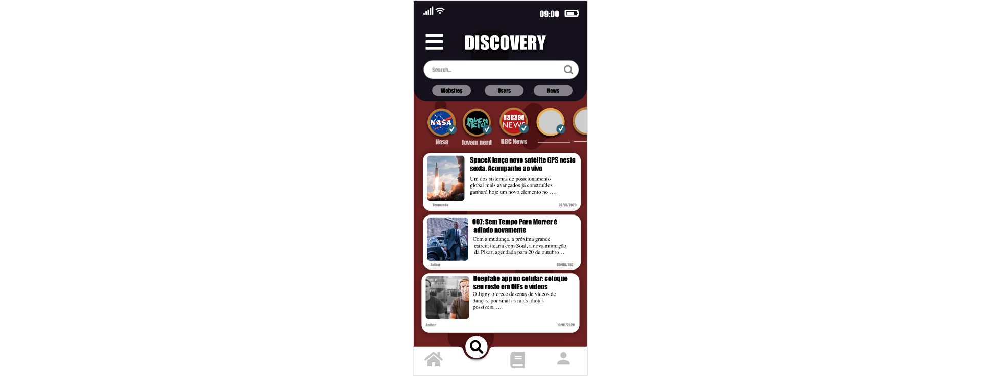 09:00
DISCOVERY
Search...
Websites Users News
NASA
Jovem nerd
BBC
NEWS
Nasa Jovem nerd BBC News
SpaceX lança novo satélite GPS nesta
sexta. Acompanhe ao vivo
Um dos sistemas de posicionamento
global mais avançados já construídos
ganhará hoje um novo elemento no ….
Tecmundo 02/10/2020
007: Sem Tempo Para Morrer é
adiado novamente
Com a mudança, a próxima grande
estreia ficaria com Soul, a nova animação
da Pixar, agendada para 20 de outubro…
Author 05/08/202
Deepfake app no celular: coloque
seu rosto em GIFs e vídeos
O Jiggy oferece dezenas de vídeos de
danças, por sinal as mais idiotas
possíveis. …
Author 19/01/2020